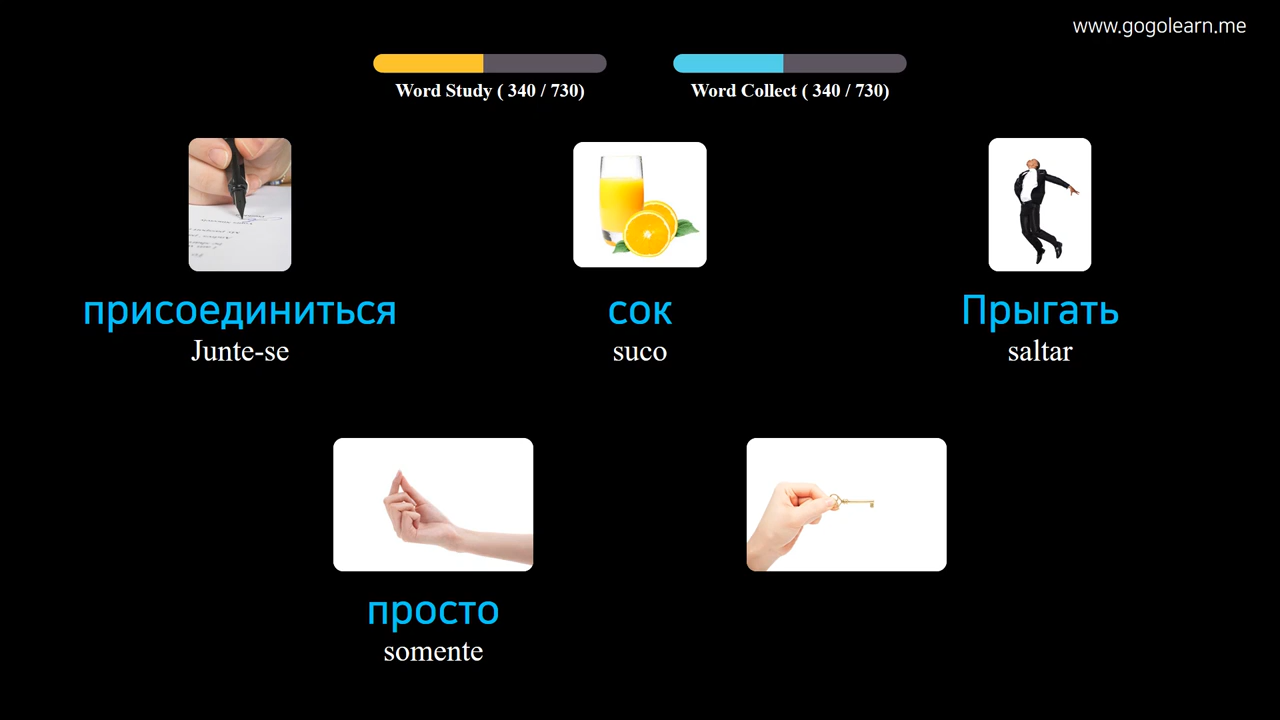 www.gogolearn.me
Word Study ( 340 / 730)
Word Collect ( 340 / 730)
присоединиться
Junte-se
сок
suco
Прыгать
saltar
просто
somente